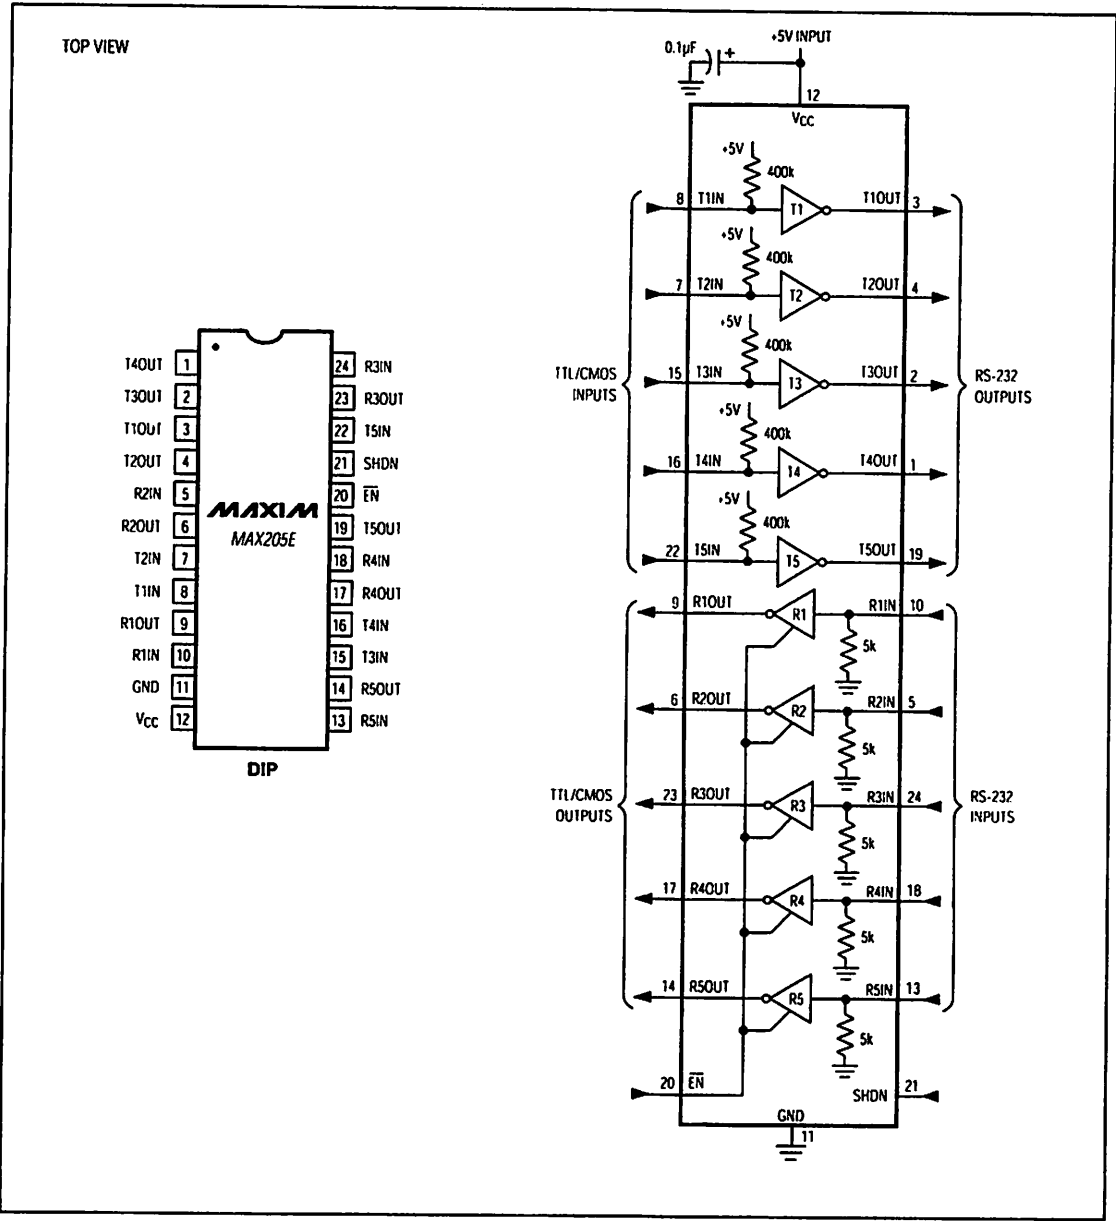 TOP VIEW
T4OUT 1
T3OUT 2
T1OUT 3
T2OUT 4
R2IN 5
R2OUT 6
T2IN 7
T1IN 8
R1OUT 9
R1IN 10
GND 11
VCC 12
24 R3IN
23 R3OUT
22 T5IN
21 SHDN
20 EN
19 T5OUT
18 R4IN
17 R4OUT
16 T4IN
15 T3IN
14 R5OUT
13 R5IN
MAXIM
MAX205E
DIP
+5V INPUT
0.1µF +
12
VCC
+5V
400k
8 T1IN T1 T1OUT 3
+5V
400k
7 T2IN T2 T2OUT 4
+5V
400k
15 T3IN T3 T3OUT 2
+5V
400k
16 T4IN T4 T4OUT 1
+5V
400k
22 T5IN T5 T5OUT 19
TTL/CMOS
INPUTS
RS-232
OUTPUTS
9 R1OUT R1 R1IN 10
5k
6 R2OUT R2 R2IN 5
5k
23 R3OUT R3 R3IN 24
5k
17 R4OUT R4 R4IN 18
5k
14 R5OUT R5 R5IN 13
5k
TTL/CMOS
OUTPUTS
RS-232
INPUTS
20 EN
SHDN 21
GND
11